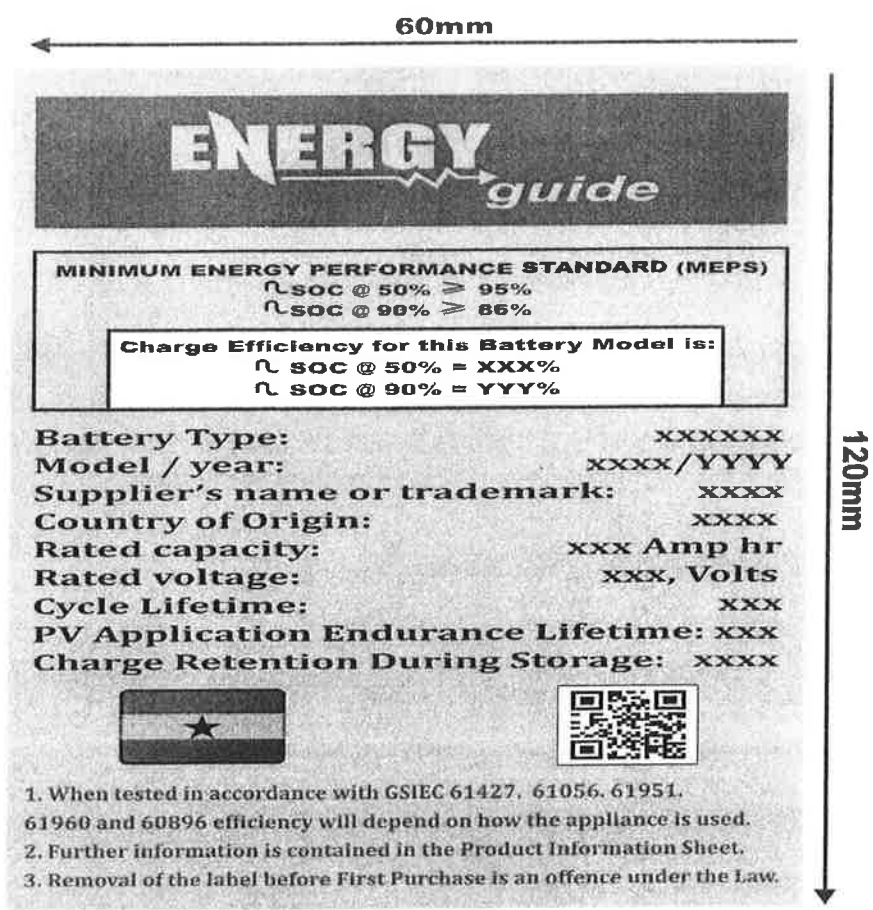 60mm
ENERGY
guide
MINIMUM ENERGY PERFORMANCE STANDARD (MEPS)
SOC @ 50% ⩾ 95%
SOC @ 90% ⩾ 86%
Charge Efficiency for this Battery Model is:
SOC @ 50% = XXX%
SOC @ 90% = YYY%
Battery Type: xxxxxx
Model / year: xxxx/YYYY
Supplier's name or trademark: xxxx
Country of Origin: xxxx
Rated capacity: xxx Amp hr
Rated voltage: xxx, Volts
Cycle Lifetime: xxx
PV Application Endurance Lifetime: xxx
Charge Retention During Storage: xxxx
120mm
1. When tested in accordance with GSIEC 61427, 61056, 61951,
61960 and 60896 efficiency will depend on how the appliance is used.
2. Further information is contained in the Product Information Sheet.
3. Removal of the label before First Purchase is an offence under the Law.